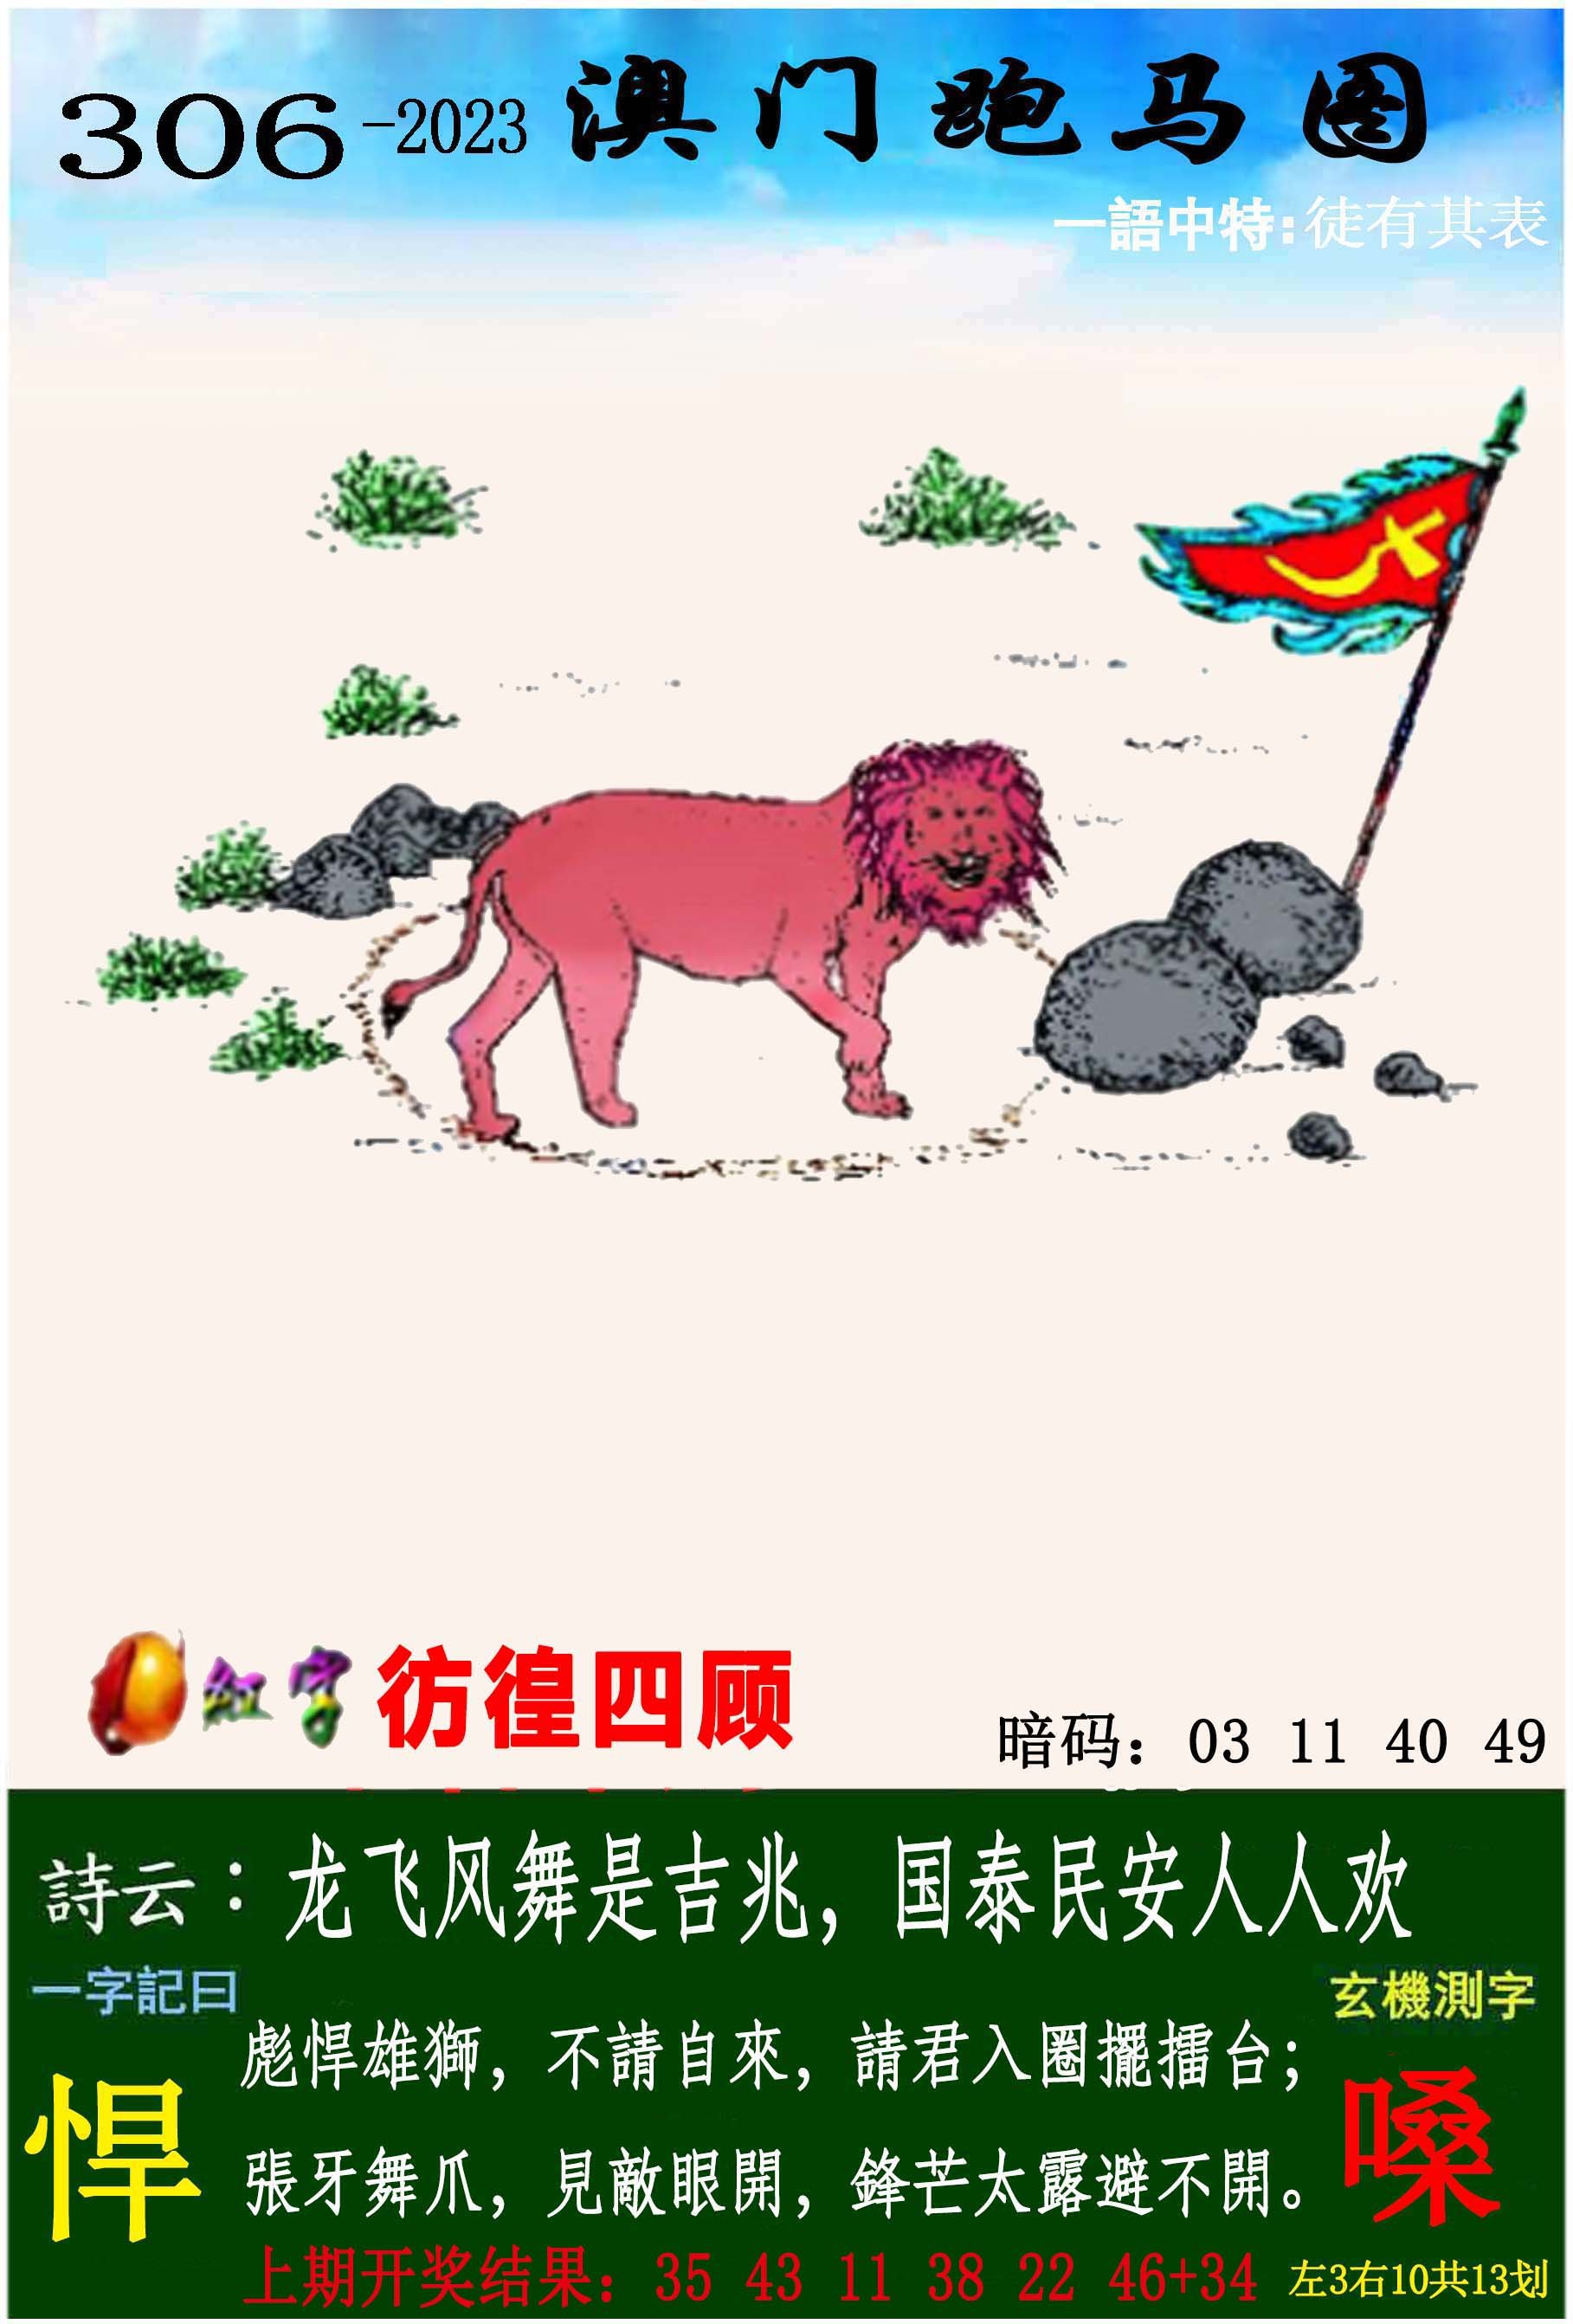 306-2023 澳门跑马图
一語中特:徒有其表
红字 彷徨四顾
暗码：03 11 40 49
詩云：龙飞风舞是吉兆，国泰民安人人欢
一字記曰
玄機測字
彪悍雄獅，不請自來，請君入圈擺擂台；
悍
嗓
張牙舞爪，見敵眼開，鋒芒太露避不開。
上期开奖结果：35 43 11 38 22 46+34
左3右10共13划